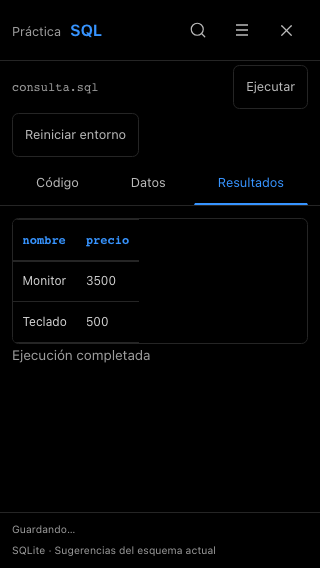 Práctica SQL
consulta.sql Ejecutar
Reiniciar entorno
Código Datos Resultados
nombre precio
Monitor 3500
Teclado 500
Ejecución completada
Guardando...
SQLite · Sugerencias del esquema actual